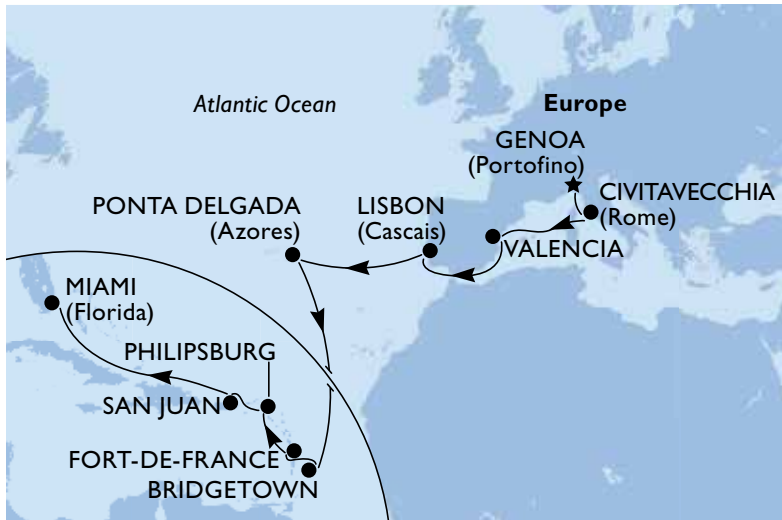 Atlantic Ocean
Europe
GENOA
(Portofino)
CIVITAVECCHIA
(Rome)
PONTA DELGADA
(Azores)
LISBON
(Cascais)
VALENCIA
MIAMI
(Florida)
PHILIPSBURG
SAN JUAN
FORT-DE-FRANCE
BRIDGETOWN